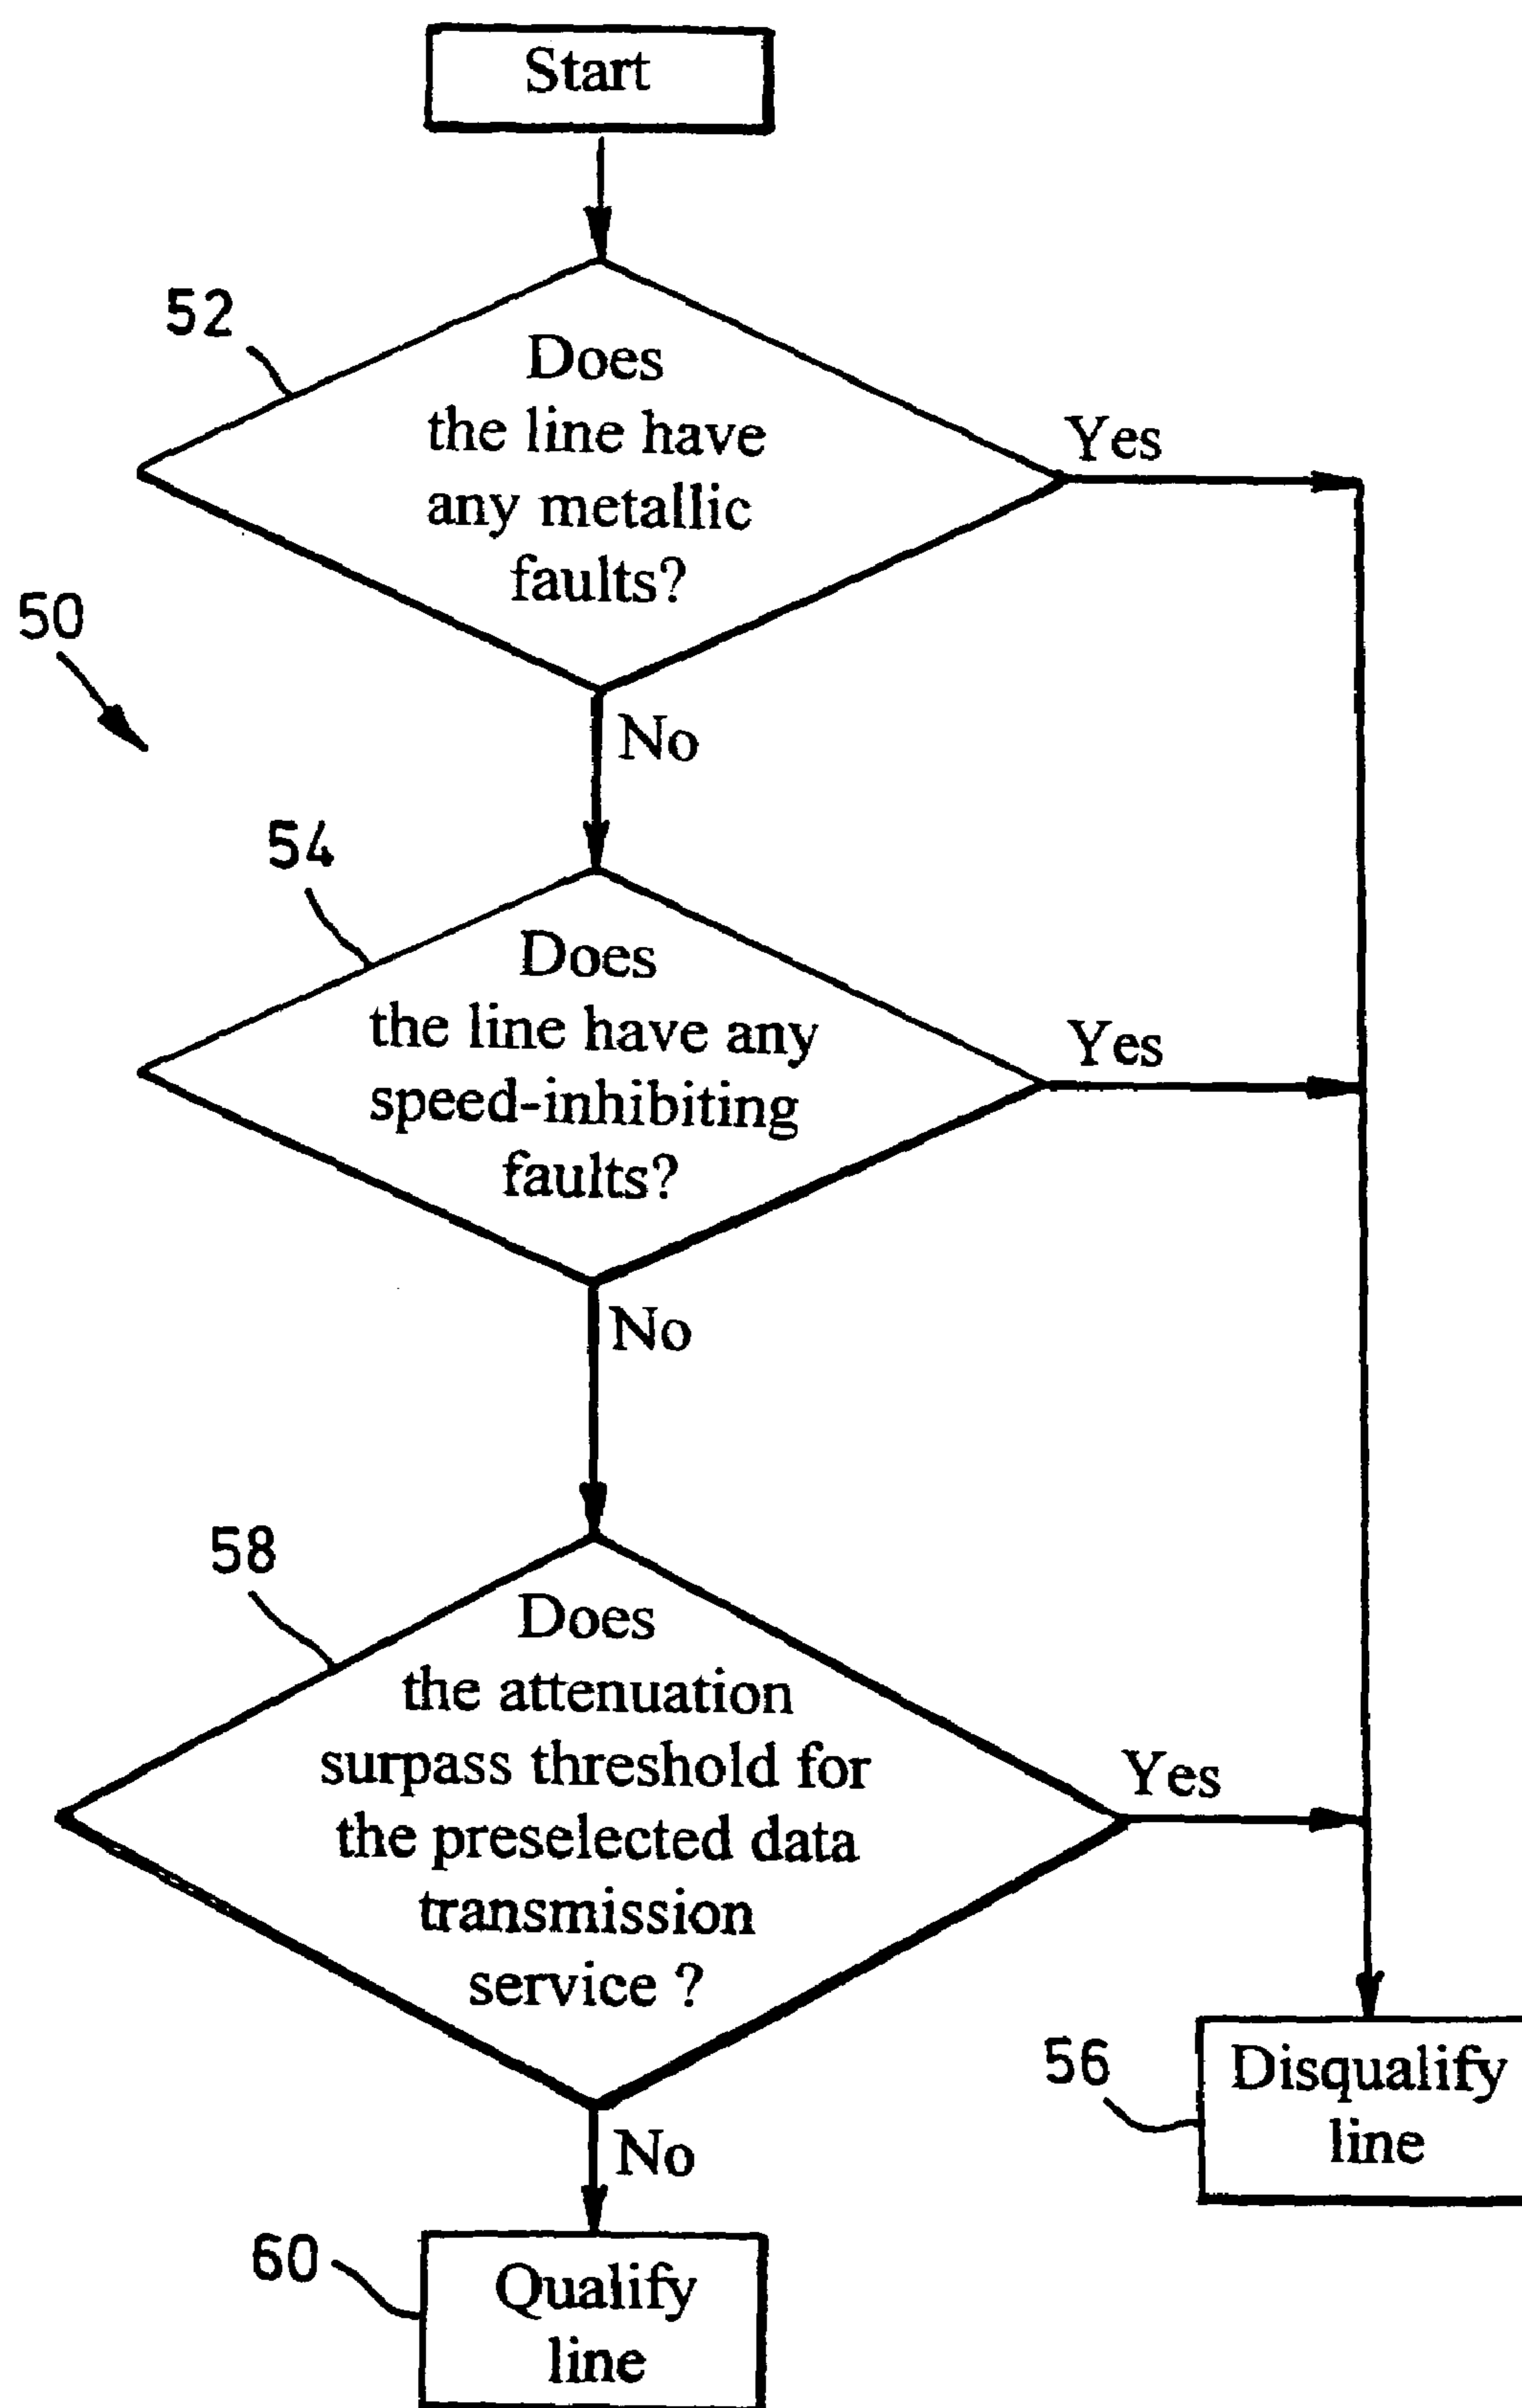 Start
52
Does
the line have
any metallic
faults?
Yes
50
No
54
Does
the line have any
speed-inhibiting
faults?
Yes
No
58
Does
the attenuation
surpass threshold for
the preselected data
transmission
service ?
Yes
56
Disqualify
line
No
60
Qualify
line